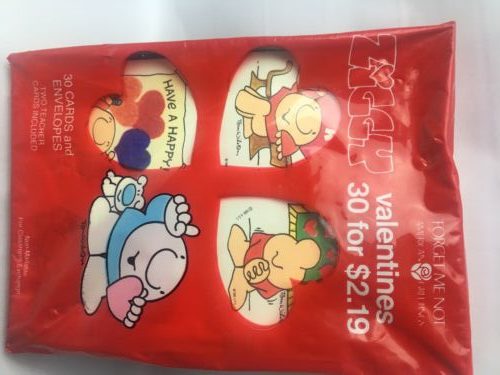 FORGET ME NOT
ZIGGY
valentines
30 for $2.19
HAVE A HAPPY
30 CARDS and
ENVELOPES
TWO TEACHER
CARDS INCLUDED